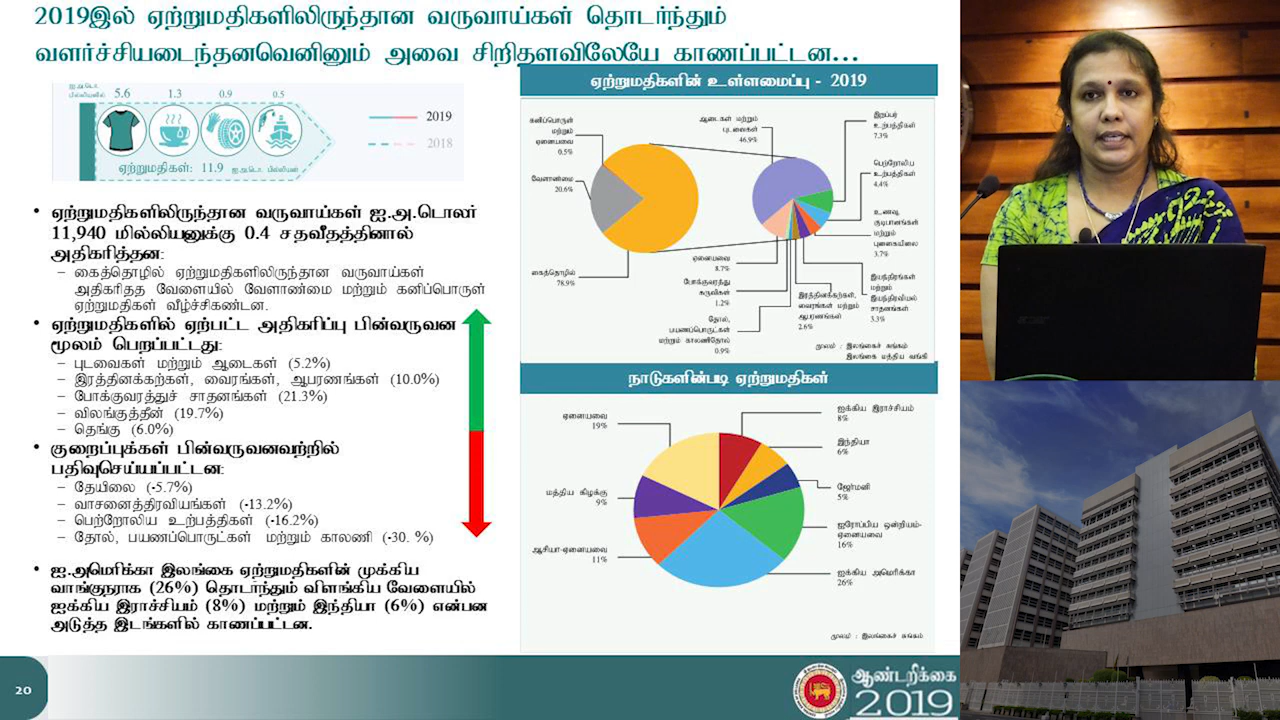 2019இல் ஏற்றுமதிகளிலிருந்தான வருவாய்கள் தொடர்ந்தும்
வளர்ச்சியடைந்தனவெனினும் அவை சிறிதளவிலேயே காணப்பட்டன...
ஐ.அ.டொ.
பில்லியனில்
5.6
1.3
0.9
0.5
ஏற்றுமதிகள்: 11.9 ஐ.அ.டொ. பில்லியன்
2019
2018
• ஏற்றுமதிகளிலிருந்தான வருவாய்கள் ஐ.அ.டொலர்
11,940 மில்லியனுக்கு 0.4 சதவீதத்தினால்
அதிகரித்தன:
– கைத்தொழில் ஏற்றுமதிகளிலிருந்தான வருவாய்கள்
அதிகரித்த வேளையில் வேளாண்மை மற்றும் கனிப்பொருள்
ஏற்றுமதிகள் வீழ்ச்சிகண்டன.
• ஏற்றுமதிகளில் ஏற்பட்ட அதிகரிப்பு பின்வருவன
மூலம் பெறப்பட்டது:
– புடவைகள் மற்றும் ஆடைகள் (5.2%)
– இரத்தினக்கற்கள், வைரங்கள், ஆபரணங்கள் (10.0%)
– போக்குவரத்துச் சாதனங்கள் (21.3%)
– விலங்குத்தீன் (19.7%)
– தெங்கு (6.0%)
• குறைப்புக்கள் பின்வருவனவற்றில்
பதிவுசெய்யப்பட்டன:
– தேயிலை (-5.7%)
– வாசனைத்திரவியங்கள் (-13.2%)
– பெற்றோலிய உற்பத்திகள் (-16.2%)
– தோல், பயணப்பொருட்கள் மற்றும் காலணி (-30. %)
• ஐ.அமெரிக்கா இலங்கை ஏற்றுமதிகளின் முக்கிய
வாங்குநராக (26%) தொடர்ந்தும் விளங்கிய வேளையில்
ஐக்கிய இராச்சியம் (8%) மற்றும் இந்தியா (6%) என்பன
அடுத்த இடங்களில் காணப்பட்டன.
ஏற்றுமதிகளின் உள்ளமைப்பு - 2019
கனிப்பொருள்
மற்றும்
ஏனையவை
0.5%
வேளாண்மை
20.6%
கைத்தொழில்
78.9%
ஆடைகள் மற்றும்
புடவைகள்
46.9%
இறப்பர்
உற்பத்திகள்
7.3%
பெற்றோலிய
உற்பத்திகள்
4.4%
உணவு,
குடிபானங்கள்
மற்றும்
புகையிலை
3.7%
இயந்திரங்கள்
மற்றும்
இயந்திரவியல்
சாதனங்கள்
3.3%
இரத்தினக்கற்கள்,
வைரங்கள் மற்றும்
ஆபரணங்கள்
2.6%
ஏனையவை
8.7%
போக்குவரத்து
கருவிகள்
1.2%
தோல்,
பயணப்பொருட்கள்
மற்றும் காலணிதோல்
0.9%
மூலம் : இலங்கைச் சுங்கம்
இலங்கை மத்திய வங்கி
நாடுகளின்படி ஏற்றுமதிகள்
ஏனையவை
19%
மத்திய கிழக்கு
9%
ஆசியா-ஏனையவை
11%
ஐக்கிய இராச்சியம்
8%
இந்தியா
6%
ஜேர்மனி
5%
ஐரோப்பிய ஒன்றியம்-
ஏனையவை
16%
ஐக்கிய அமெரிக்கா
26%
மூலம் : இலங்கைச் சுங்கம்
20
ஆண்டறிக்கை
2019